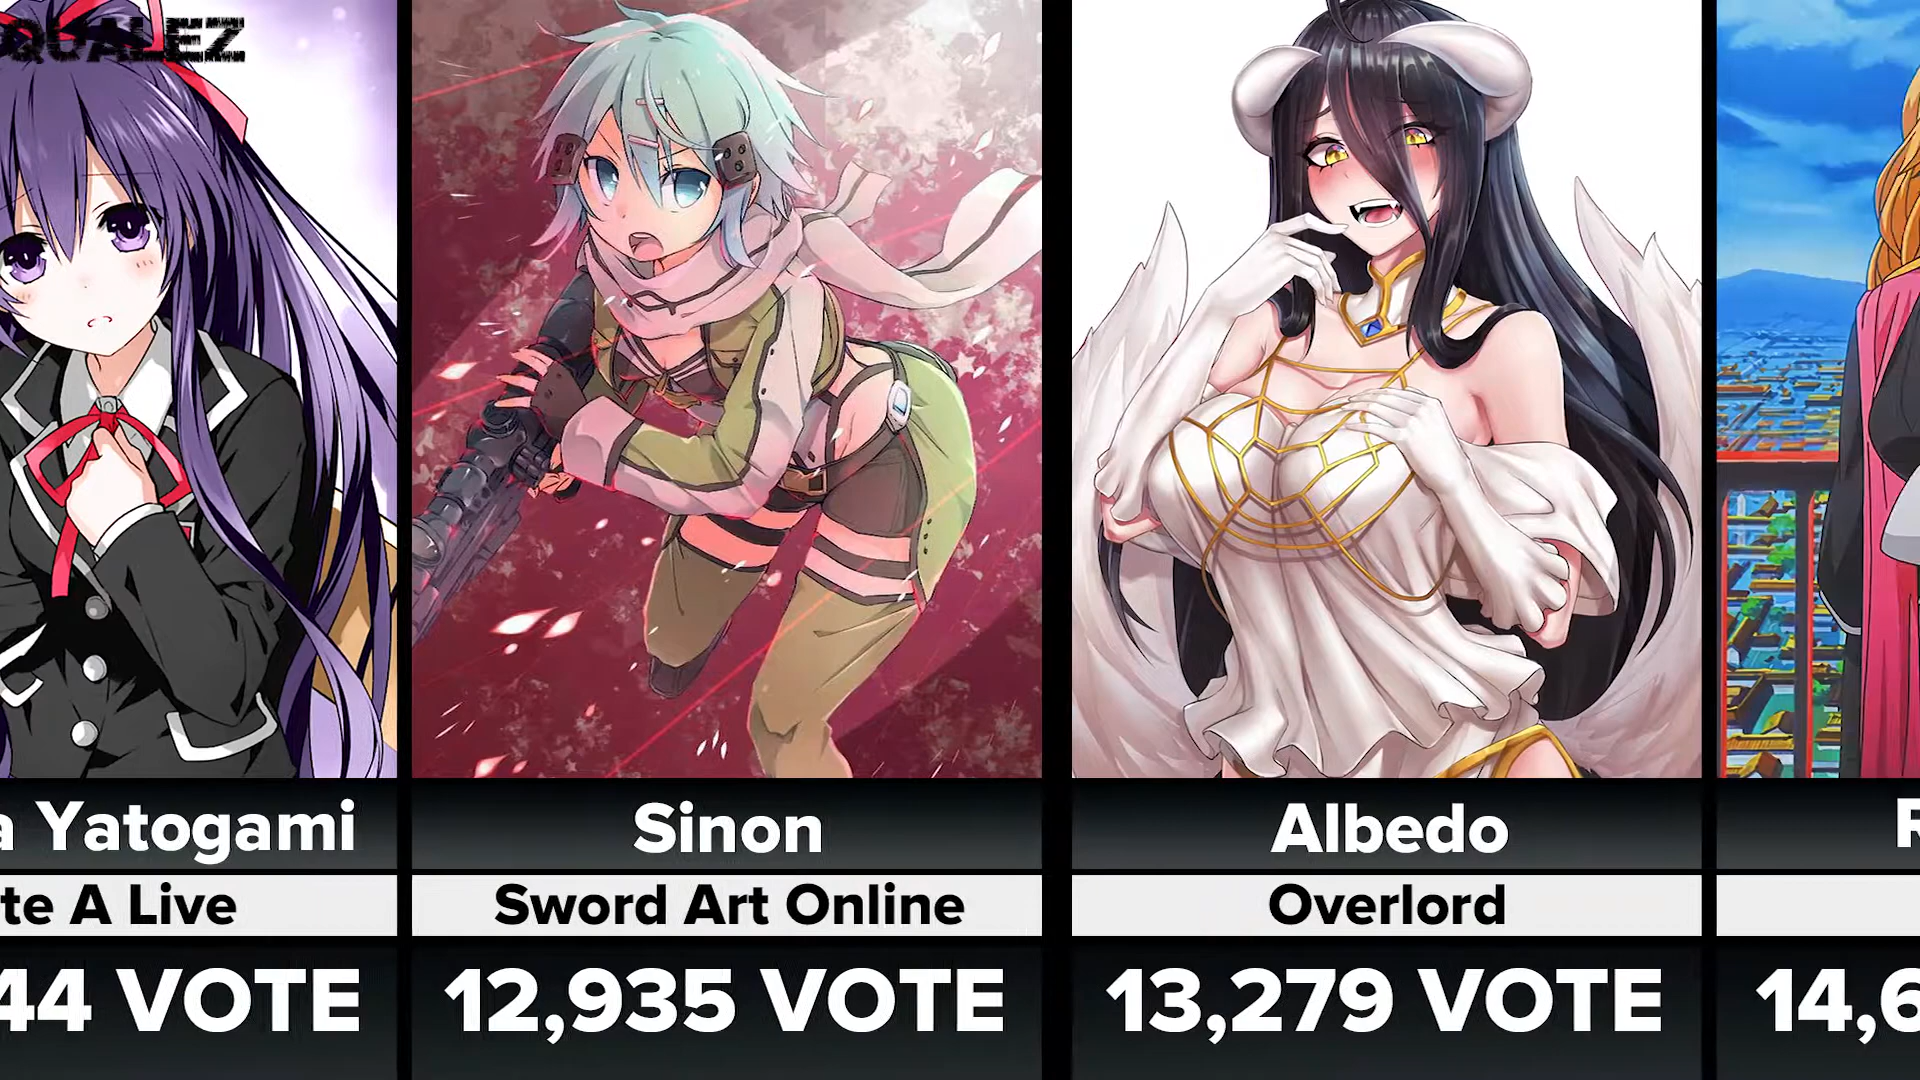 QUALEZ
a Yatogami
te A Live
44 VOTE
Sinon
Sword Art Online
12,935 VOTE
Albedo
Overlord
13,279 VOTE
R
14,6